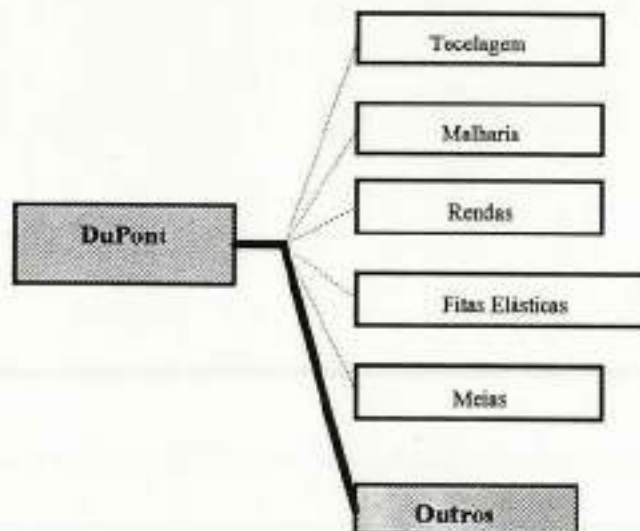 Tecelagem
Malharia
Rendas
DuPont
Fitas Elásticas
Meias
Outros